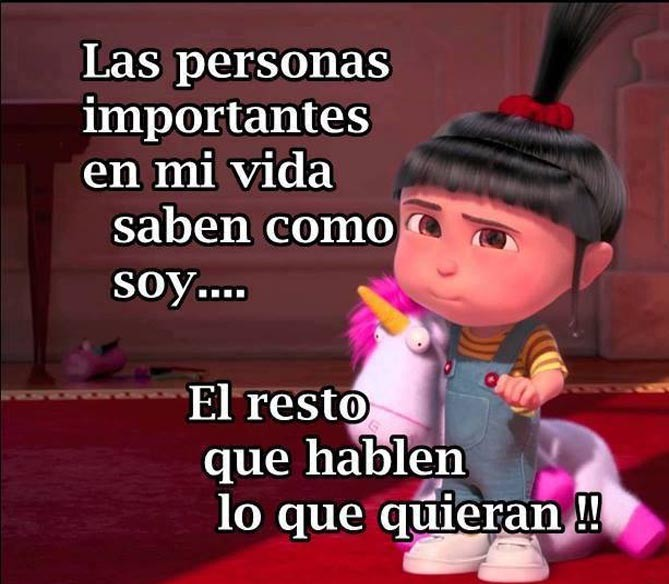 Las personas
importantes
en mi vida
saben como
soy....
El resto
que hablen
lo que quieran !!